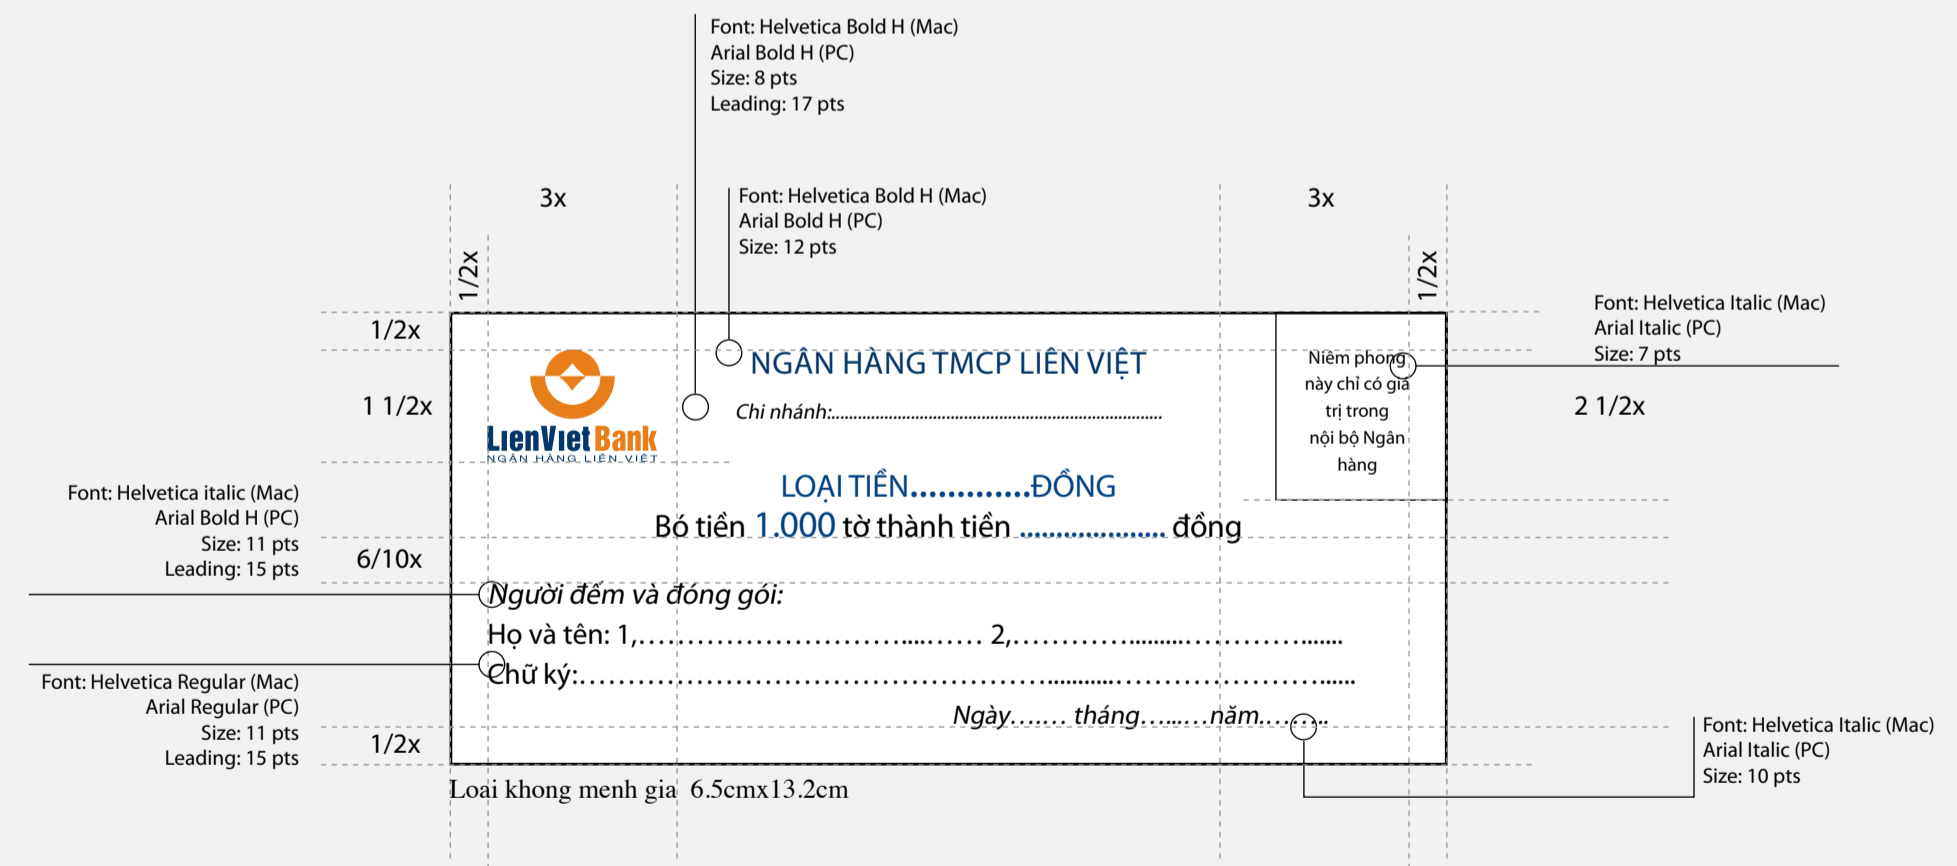 Font: Helvetica Bold H (Mac)
Arial Bold H (PC)
Size: 8 pts
Leading: 17 pts
3x
Font: Helvetica Bold H (Mac)
Arial Bold H (PC)
Size: 12 pts
3x
1/2x
1/2x
Font: Helvetica Italic (Mac)
Arial Italic (PC)
Size: 7 pts
1/2x
1 1/2x
2 1/2x
LienViet Bank
NGÂN HÀNG LIÊN VIỆT
NGÂN HÀNG TMCP LIÊN VIỆT
Chi nhánh:...............................................................................
Niêm phong
này chỉ có giá
trị trong
nội bộ Ngân
hàng
LOẠI TIỀN.............ĐỒNG
Bó tiền 1.000 tờ thành tiền ................... đồng
Font: Helvetica italic (Mac)
Arial Bold H (PC)
Size: 11 pts
Leading: 15 pts
6/10x
Người đếm và đóng gói:
Họ và tên: 1,………………………....…… 2,…………..........………….......
Chữ ký:…………………………………………...........…………………......
Ngày….… tháng…..…năm.……..
Font: Helvetica Regular (Mac)
Arial Regular (PC)
Size: 11 pts
Leading: 15 pts
1/2x
Font: Helvetica Italic (Mac)
Arial Italic (PC)
Size: 10 pts
Loai khong menh gia 6.5cmx13.2cm